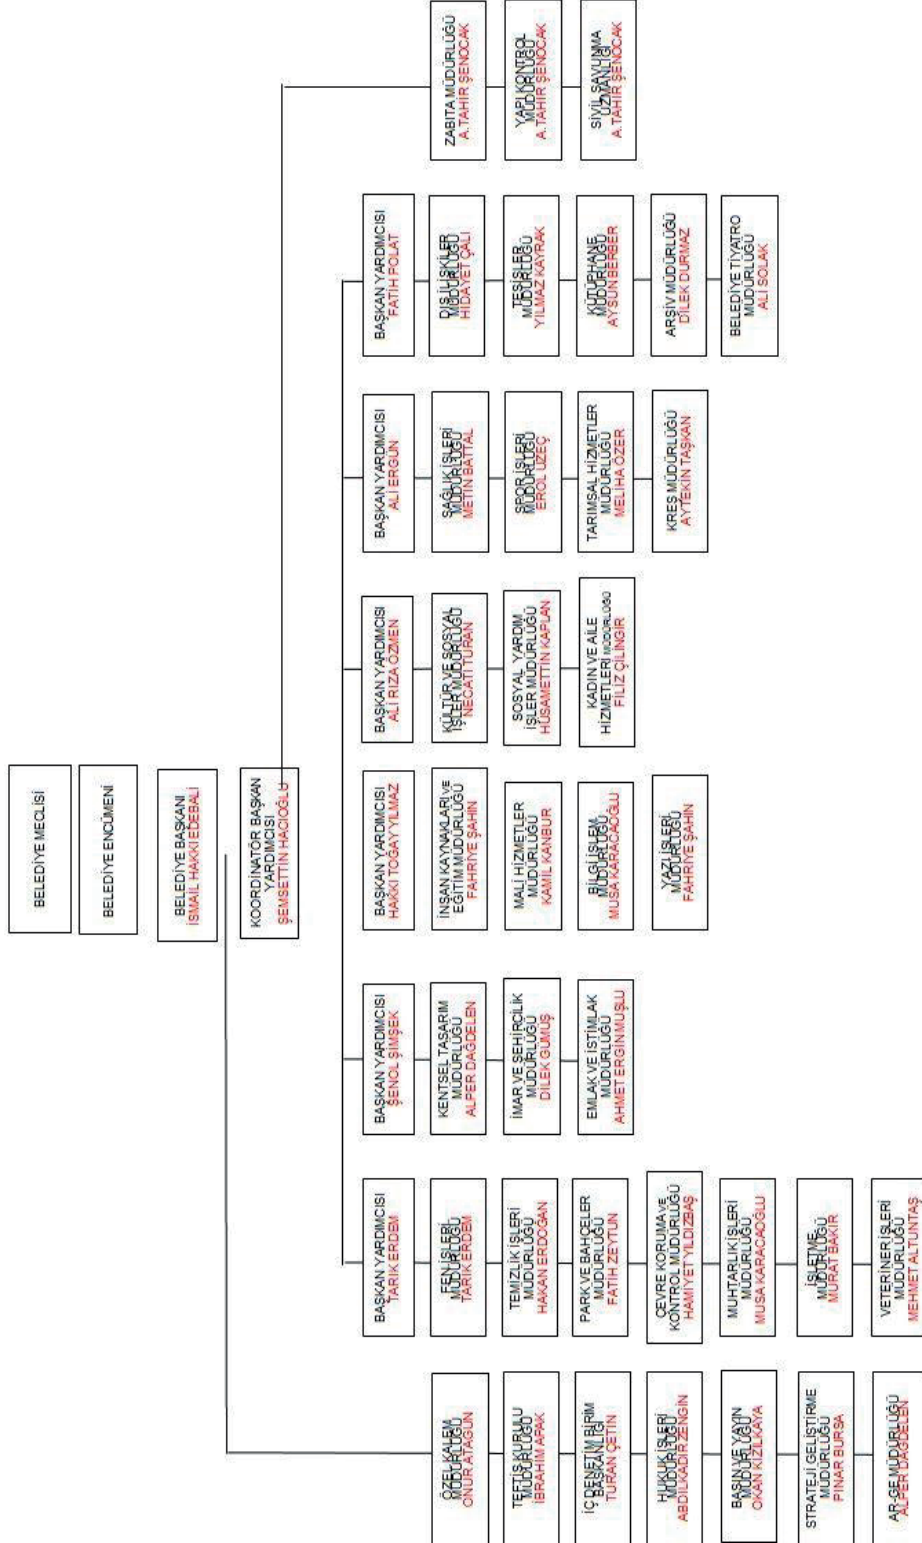 BELEDİYE MECLİSİ
BELEDİYE ENCÜMENİ
BELEDİYE BAŞKANI
İSMAİL HAKKI EDEBALİ
KOORDİNATÖR BAŞKAN
YARDIMCISI
ŞEMSETTİN HACIOĞLU
ÖZEL KALEM
MÜDÜRLÜĞÜ
ONUR ATAGÜN
TEFTİŞ KURULU
MÜDÜRLÜĞÜ
İBRAHİM APAK
İÇ DENETİM BİRİM
BAŞKANLIĞI
TURAN ÇETİN
HUKUK İŞLERİ
MÜDÜRLÜĞÜ
ABDİLKADİR ZENGİN
BASIN VE YAYIN
MÜDÜRLÜĞÜ
OKAN KIZILKAYA
STRATEJİ GELİŞTİRME
MÜDÜRLÜĞÜ
PINAR BURSA
AR-GE MÜDÜRLÜĞÜ
ALPER DAĞDELEN
BAŞKAN YARDIMCISI
TARIK ERDEM
FEN İŞLERİ
MÜDÜRLÜĞÜ
TARIK ERDEM
TEMİZLİK İŞLERİ
MÜDÜRLÜĞÜ
HAKAN ERDOĞAN
PARK VE BAHÇELER
MÜDÜRLÜĞÜ
FATİH ZEYTUN
ÇEVRE KORUMA VE
KONTROL MÜDÜRLÜĞÜ
HAMİYET YILDIZBAŞ
MUHTARLIK İŞLERİ
MÜDÜRLÜĞÜ
MUSA KARACAOĞLU
İŞLETME
MÜDÜRLÜĞÜ
MURAT BAKIR
VETERİNER İŞLERİ
MÜDÜRLÜĞÜ
MEHMET ALTUNTAŞ
BAŞKAN YARDIMCISI
ŞENOL ŞİMŞEK
KENTSEL TASARIM
MÜDÜRLÜĞÜ
ALPER DAĞDELEN
İMAR VE ŞEHİRCİLİK
MÜDÜRLÜĞÜ
DİLEK GÜMÜŞ
EMLAK VE İSTİMLAK
MÜDÜRLÜĞÜ
AHMET ERGİN MUŞLU
BAŞKAN YARDIMCISI
HAKKI TOGAY YILMAZ
İNSAN KAYNAKLARI VE
EĞİTİM MÜDÜRLÜĞÜ
FAHRİYE ŞAHİN
MALİ HİZMETLER
MÜDÜRLÜĞÜ
KAMİL KANBUR
BİLGİ İŞLEM
MÜDÜRLÜĞÜ
MUSA KARACAOĞLU
YAZI İŞLERİ
MÜDÜRLÜĞÜ
FAHRİYE ŞAHİN
BAŞKAN YARDIMCISI
ALİ RIZA ÖZMEN
KÜLTÜR VE SOSYAL
İŞLER MÜDÜRLÜĞÜ
NECATİ TURAN
SOSYAL YARDIM
İŞLER MÜDÜRLÜĞÜ
HÜSAMETTİN KAPLAN
KADIN VE AİLE
HİZMETLERİ MÜDÜRLÜĞÜ
FİLİZ ÇİLİNGİR
BAŞKAN YARDIMCISI
ALİ ERGÜN
SAĞLIK İŞLERİ
MÜDÜRLÜĞÜ
METİN BATTAL
SPOR İŞLERİ
MÜDÜRLÜĞÜ
EROL ÜZEÇ
TARIMSAL HİZMETLER
MÜDÜRLÜĞÜ
MELİHA ÖZER
KREŞ MÜDÜRLÜĞÜ
AYTEKİN TAŞKAN
BAŞKAN YARDIMCISI
FATİH POLAT
DIŞ İLİŞKİLER
MÜDÜRLÜĞÜ
HİDAYET ÇALI
TESİSLER
MÜDÜRLÜĞÜ
YILMAZ KAYRAK
KÜTÜPHANE
MÜDÜRLÜĞÜ
AYSUN BERBER
ARŞİV MÜDÜRLÜĞÜ
DİLEK DURMAZ
BELEDİYE TİYATRO
MÜDÜRLÜĞÜ
ALİ SOLAK
ZABITA MÜDÜRLÜĞÜ
A.TAHİR ŞENOCAK
YAPI KONTROL
MÜDÜRLÜĞÜ
A.TAHİR ŞENOCAK
SİVİL SAVUNMA
UZMANLIĞI
A.TAHİR ŞENOCAK